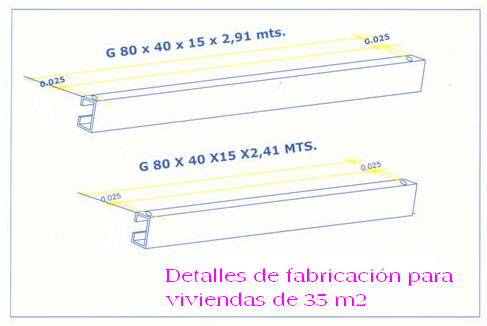 G 80 x 40 x 15 x 2,91 mts.
0.025
0.025
G 80 X 40 X15 X2,41 MTS.
0.025
0.025
Detalles de fabricación para
viviendas de 35 m2